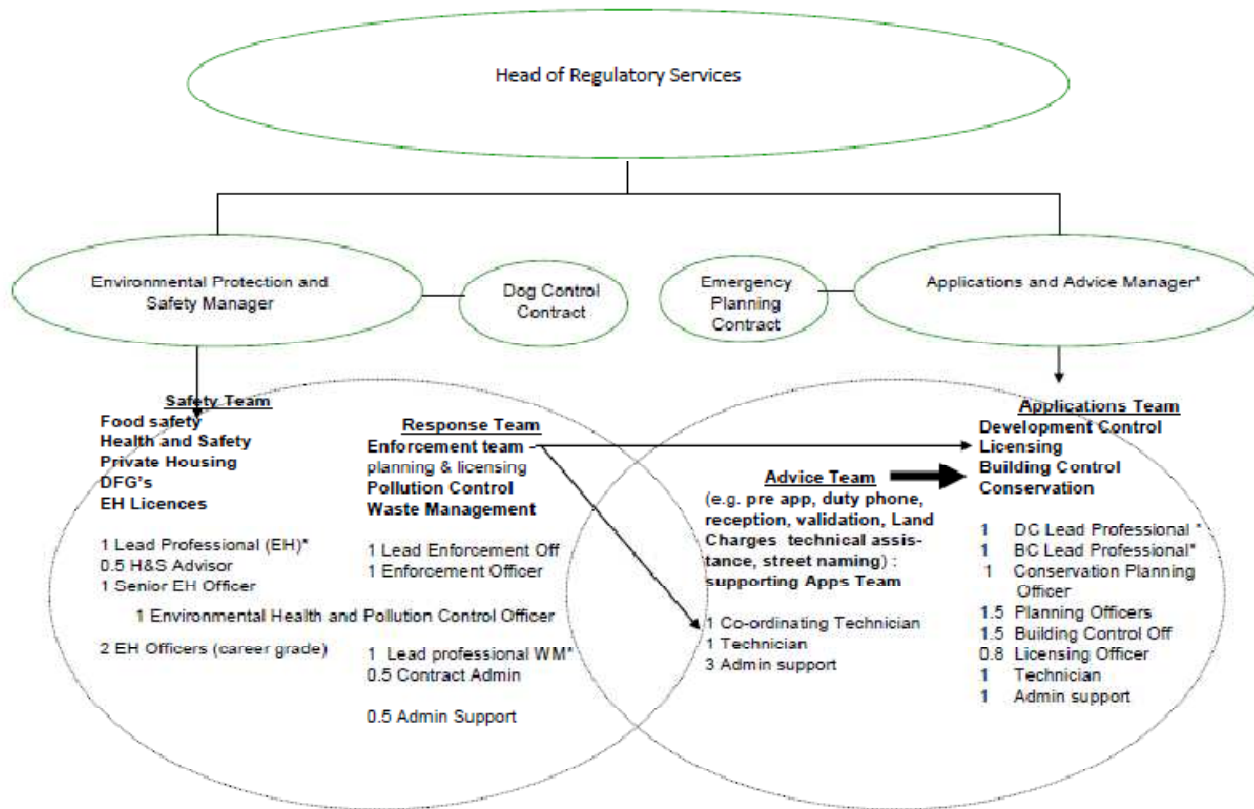 Head of Regulatory Services
Environmental Protection and
Safety Manager
Dog Control
Contract
Emergency
Planning
Contract
Applications and Advice Manager*
Safety Team
Food safety
Health and Safety
Private Housing
DFG's
EH Licences
1 Lead Professional (EH)*
0.5 H&S Advisor
1 Senior EH Officer
1 Environmental Health and Pollution Control Officer
2 EH Officers (career grade)
Response Team
Enforcement team –
planning & licensing
Pollution Control
Waste Management
1 Lead Enforcement Off
1 Enforcement Officer
1 Lead professional WM*
0.5 Contract Admin
0.5 Admin Support
Advice Team
(e.g. pre app, duty phone,
reception, validation, Land
Charges technical assis-
tance, street naming) :
supporting Apps Team
1 Co-ordinating Technician
1 Technician
3 Admin support
Applications Team
Development Control
Licensing
Building Control
Conservation
1 DC Lead Professional *
1 BC Lead Professional*
1 Conservation Planning
Officer
1.5 Planning Officers
1.5 Building Control Off
0.8 Licensing Officer
1 Technician
1 Admin support